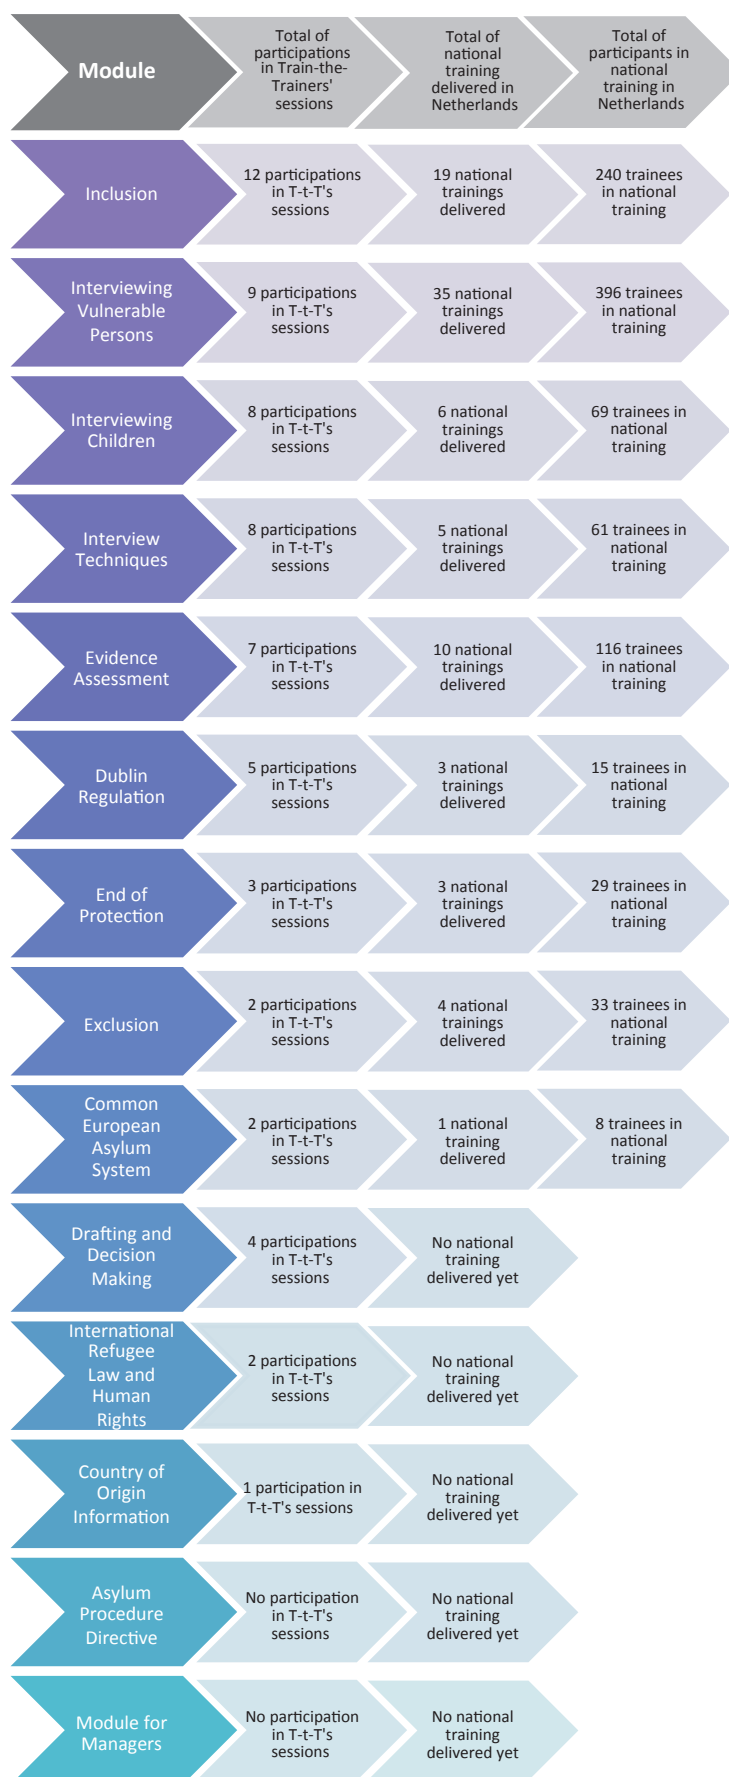 Module
Total of
participations
in Train-the-
Trainers'
sessions
Total of
national
training
delivered in
Netherlands
Total of
participants in
national
training in
Netherlands
Inclusion
12 participations
in T-t-T's
sessions
19 national
trainings
delivered
240 trainees
in national
training
Interviewing
Vulnerable
Persons
9 participations
in T-t-T's
sessions
35 national
trainings
delivered
396 trainees
in national
training
Interviewing
Children
8 participations
in T-t-T's
sessions
6 national
trainings
delivered
69 trainees in
national
training
Interview
Techniques
8 participations
in T-t-T's
sessions
5 national
trainings
delivered
61 trainees in
national
training
Evidence
Assessment
7 participations
in T-t-T's
sessions
10 national
trainings
delivered
116 trainees
in national
training
Dublin
Regulation
5 participations
in T-t-T's
sessions
3 national
trainings
delivered
15 trainees in
national
training
End of
Protection
3 participations
in T-t-T's
sessions
3 national
trainings
delivered
29 trainees in
national
training
Exclusion
2 participations
in T-t-T's
sessions
4 national
trainings
delivered
33 trainees in
national
training
Common
European
Asylum
System
2 participations
in T-t-T's
sessions
1 national
training
delivered
8 trainees in
national
training
Drafting and
Decision
Making
4 participations
in T-t-T's
sessions
No national
training
delivered yet
International
Refugee
Law and
Human
Rights
2 participations
in T-t-T's
sessions
No national
training
delivered yet
Country of
Origin
Information
1 participation in
T-t-T's sessions
No national
training
delivered yet
Asylum
Procedure
Directive
No participation
in T-t-T's
sessions
No national
training
delivered yet
Module for
Managers
No participation
in T-t-T's
sessions
No national
training
delivered yet